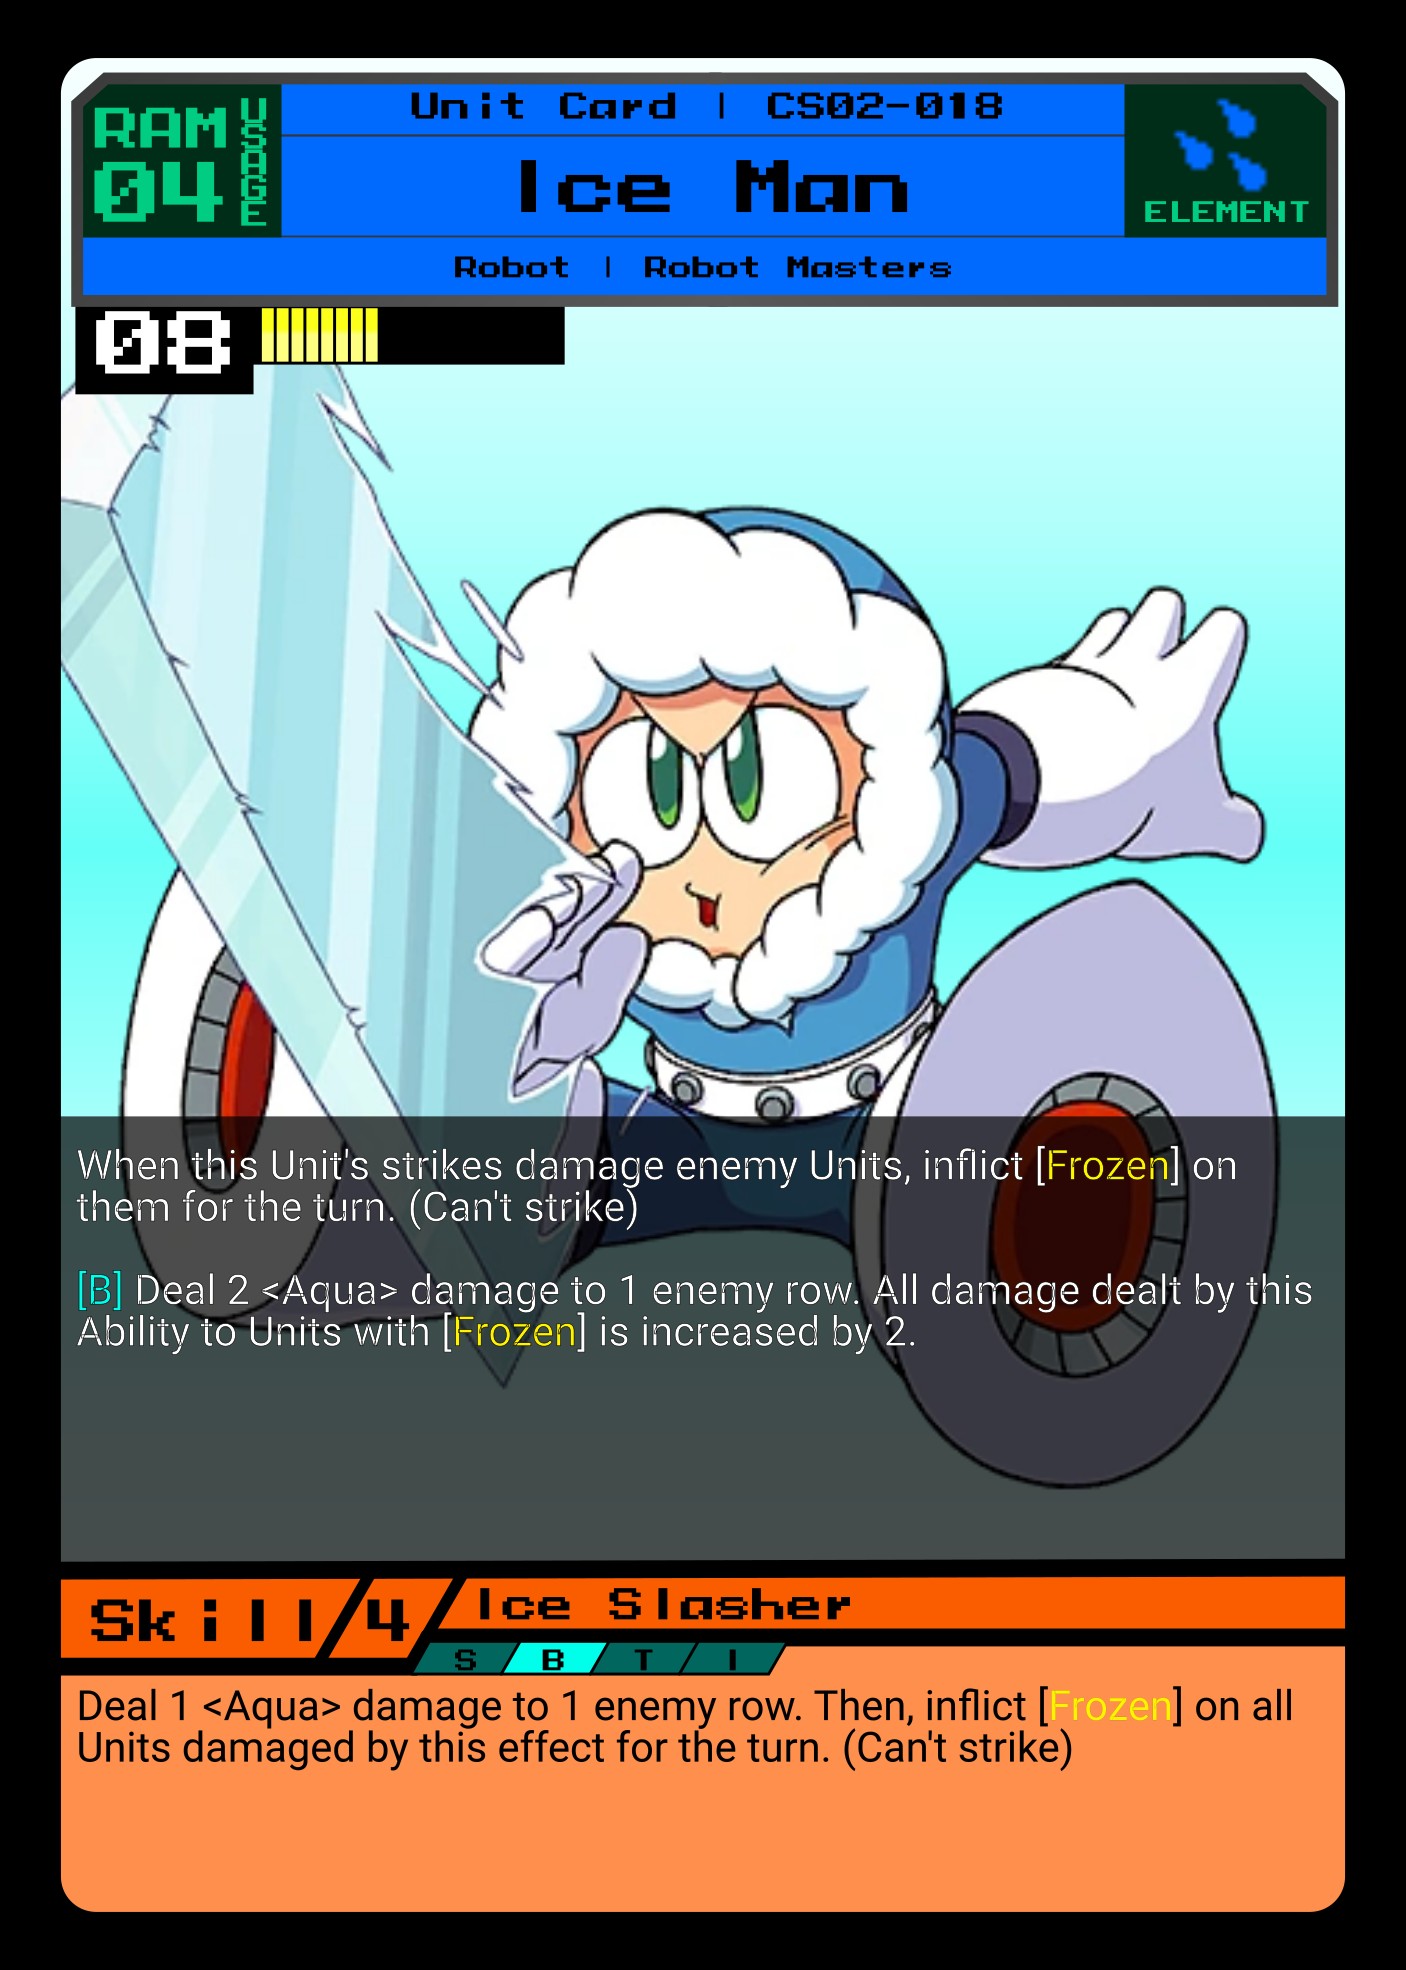 RAM
04
USAGE
Unit Card | CS02-018
Ice Man
ELEMENT
Robot | Robot Masters
08
When this Unit's strikes damage enemy Units, inflict [Frozen] on
them for the turn. (Can't strike)
[B] Deal 2 <Aqua> damage to 1 enemy row. All damage dealt by this
Ability to Units with [Frozen] is increased by 2.
Skill/4
Ice Slasher
S B T I
Deal 1 <Aqua> damage to 1 enemy row. Then, inflict [Frozen] on all
Units damaged by this effect for the turn. (Can't strike)